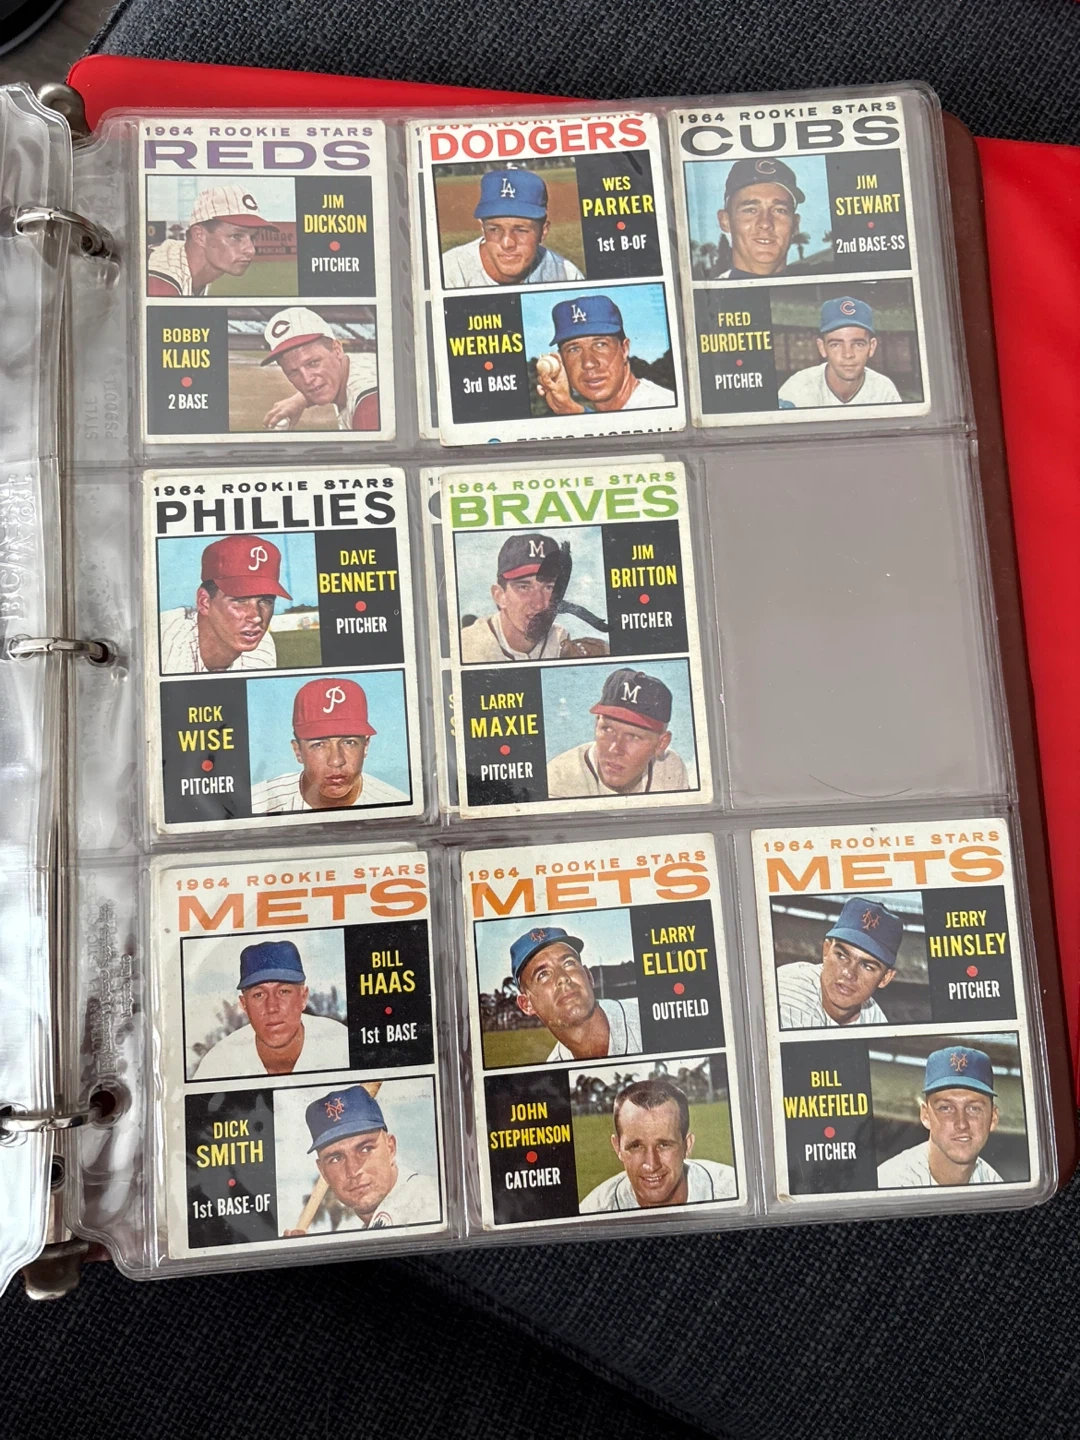 1964 ROOKIE STARS
REDS
JIM
DICKSON
PITCHER
BOBBY
KLAUS
2 BASE
1964 ROOKIE STARS
DODGERS
WES
PARKER
1st B-OF
JOHN
WERHAS
3rd BASE
1964 ROOKIE STARS
CUBS
JIM
STEWART
2nd BASE-SS
FRED
BURDETTE
PITCHER
1964 ROOKIE STARS
PHILLIES
DAVE
BENNETT
PITCHER
RICK
WISE
PITCHER
1964 ROOKIE STARS
BRAVES
JIM
BRITTON
PITCHER
LARRY
MAXIE
PITCHER
1964 ROOKIE STARS
METS
BILL
HAAS
1st BASE
DICK
SMITH
1st BASE-OF
1964 ROOKIE STARS
METS
LARRY
ELLIOT
OUTFIELD
JOHN
STEPHENSON
CATCHER
1964 ROOKIE STARS
METS
JERRY
HINSLEY
PITCHER
BILL
WAKEFIELD
PITCHER
STYLE